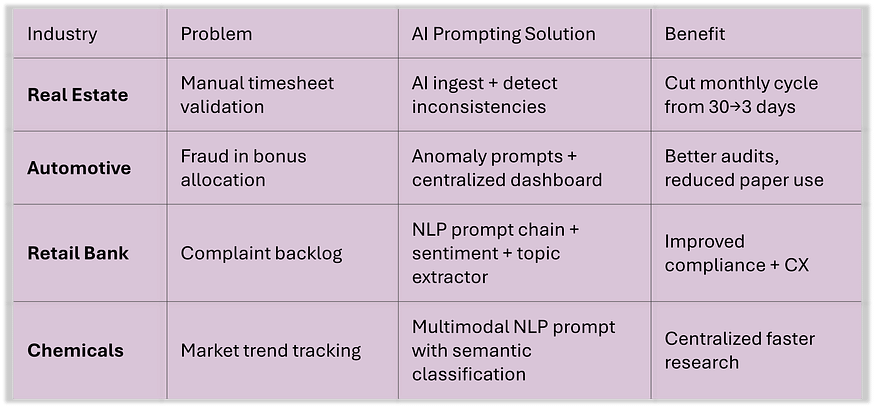 Industry
Problem
AI Prompting Solution
Benefit
Real Estate
Manual timesheet
validation
AI ingest + detect
inconsistencies
Cut monthly cycle
from 30→3 days
Automotive
Fraud in bonus
allocation
Anomaly prompts +
centralized dashboard
Better audits,
reduced paper use
Retail Bank
Complaint backlog
NLP prompt chain +
sentiment + topic
extractor
Improved
compliance + CX
Chemicals
Market trend tracking
Multimodal NLP prompt
with semantic
classification
Centralized faster
research